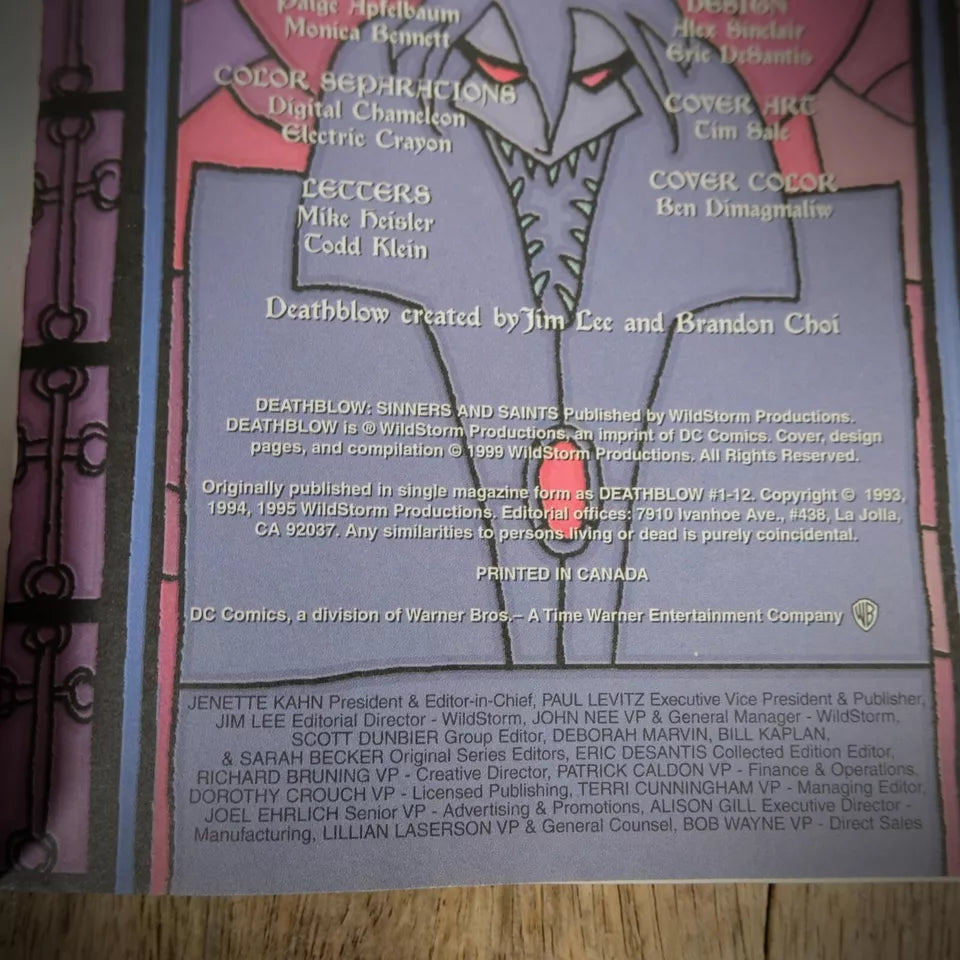 Paige Apfelbaum
Monica Bennett
COLOR SEPARATIONS
Digital Chameleon
Electric Crayon
LETTERS
Mike Heisler
Todd Klein
DESIGN
Alex Sinclair
Eric DeSantis
COVER ART
Tim Sale
COVER COLOR
Ben Dimagmaliw
Deathblow created by Jim Lee and Brandon Choi
DEATHBLOW: SINNERS AND SAINTS Published by WildStorm Productions.
DEATHBLOW is ® WildStorm Productions, an imprint of DC Comics. Cover, design
pages, and compilation © 1999 WildStorm Productions. All Rights Reserved.
Originally published in single magazine form as DEATHBLOW #1-12. Copyright © 1993,
1994, 1995 WildStorm Productions. Editorial offices: 7910 Ivanhoe Ave., #438, La Jolla,
CA 92037. Any similarities to persons living or dead is purely coincidental.
PRINTED IN CANADA
DC Comics, a division of Warner Bros.– A Time Warner Entertainment Company WB
JENETTE KAHN President & Editor-in-Chief, PAUL LEVITZ Executive Vice President & Publisher,
JIM LEE Editorial Director - WildStorm, JOHN NEE VP & General Manager - WildStorm,
SCOTT DUNBIER Group Editor, DEBORAH MARVIN, BILL KAPLAN,
& SARAH BECKER Original Series Editors, ERIC DESANTIS Collected Edition Editor,
RICHARD BRUNING VP - Creative Director, PATRICK CALDON VP - Finance & Operations,
DOROTHY CROUCH VP - Licensed Publishing, TERRI CUNNINGHAM VP - Managing Editor,
JOEL EHRLICH Senior VP - Advertising & Promotions, ALISON GILL Executive Director -
Manufacturing, LILLIAN LASERSON VP & General Counsel, BOB WAYNE VP - Direct Sales